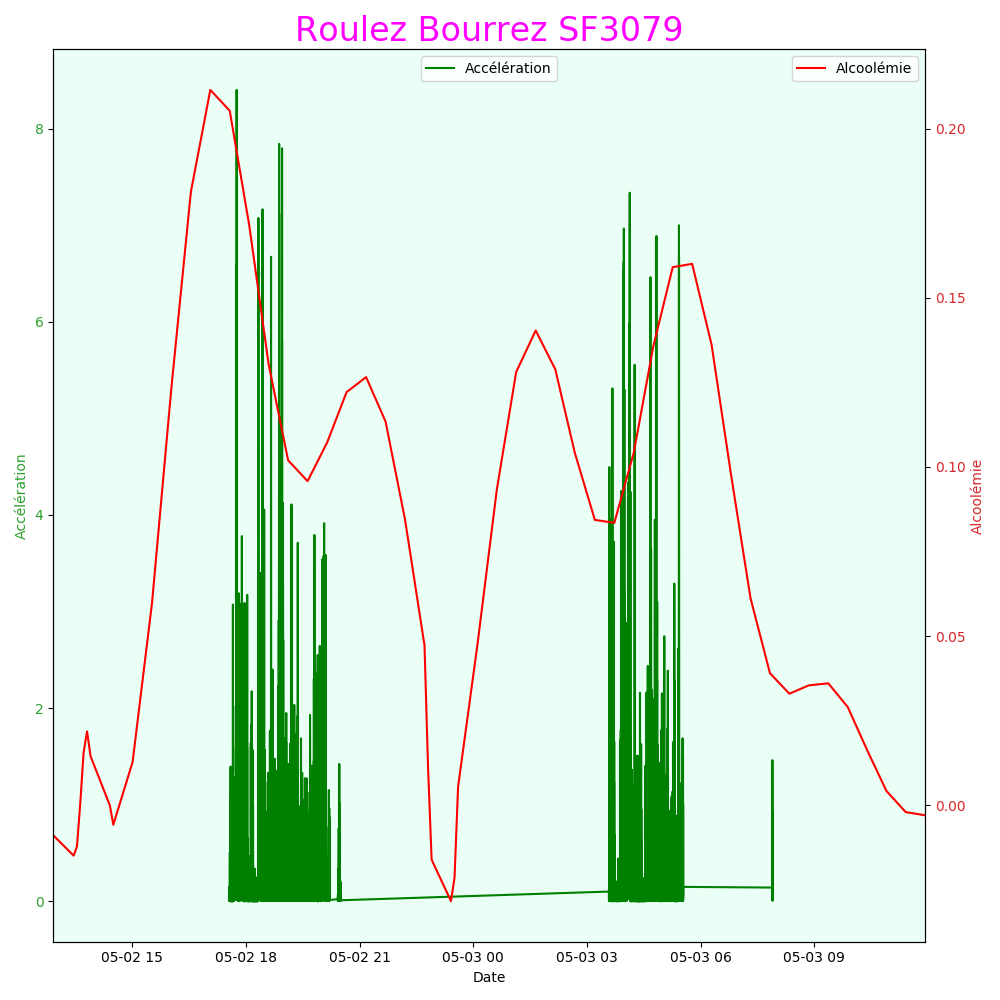 Roulez Bourrez SF3079
Accélération
Alcoolémie
8
6
4
2
0
Accélération
0.20
0.15
0.10
0.05
0.00
Alcoolémie
05-02 15
05-02 18
05-02 21
05-03 00
05-03 03
05-03 06
05-03 09
Date